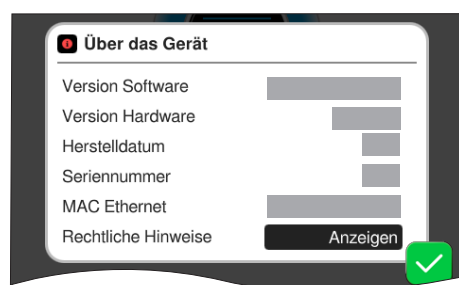 Über das Gerät
Version Software
Version Hardware
Herstelldatum
Seriennummer
MAC Ethernet
Rechtliche Hinweise Anzeigen